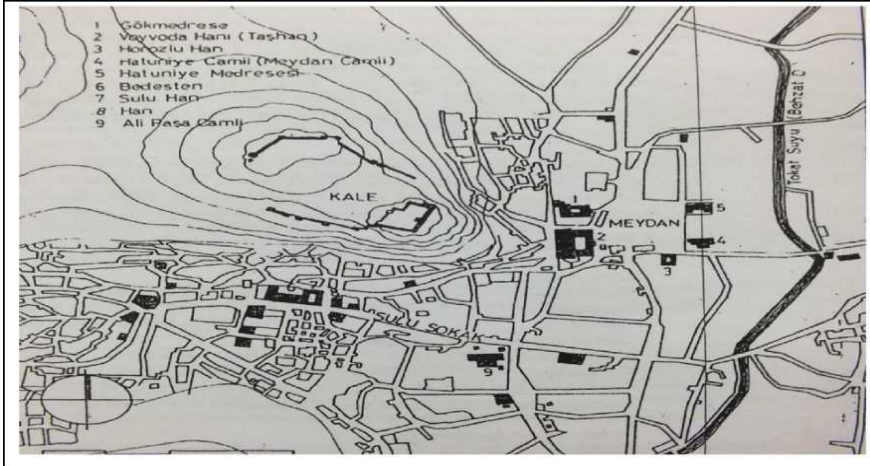 1 Gökmedrese
2 Voyvoda Hanı (Taşhan)
3 Horozlu Han
4 Hatuniye Camii (Meydan Camii)
5 Hatuniye Medresesi
6 Bedesten
7 Sulu Han
8 Han
9 Ali Paşa Camii
KALE
1
MEYDAN
5
2
4
3
SULU SOKAK
9
Tokat Suyu (Behzat D.)